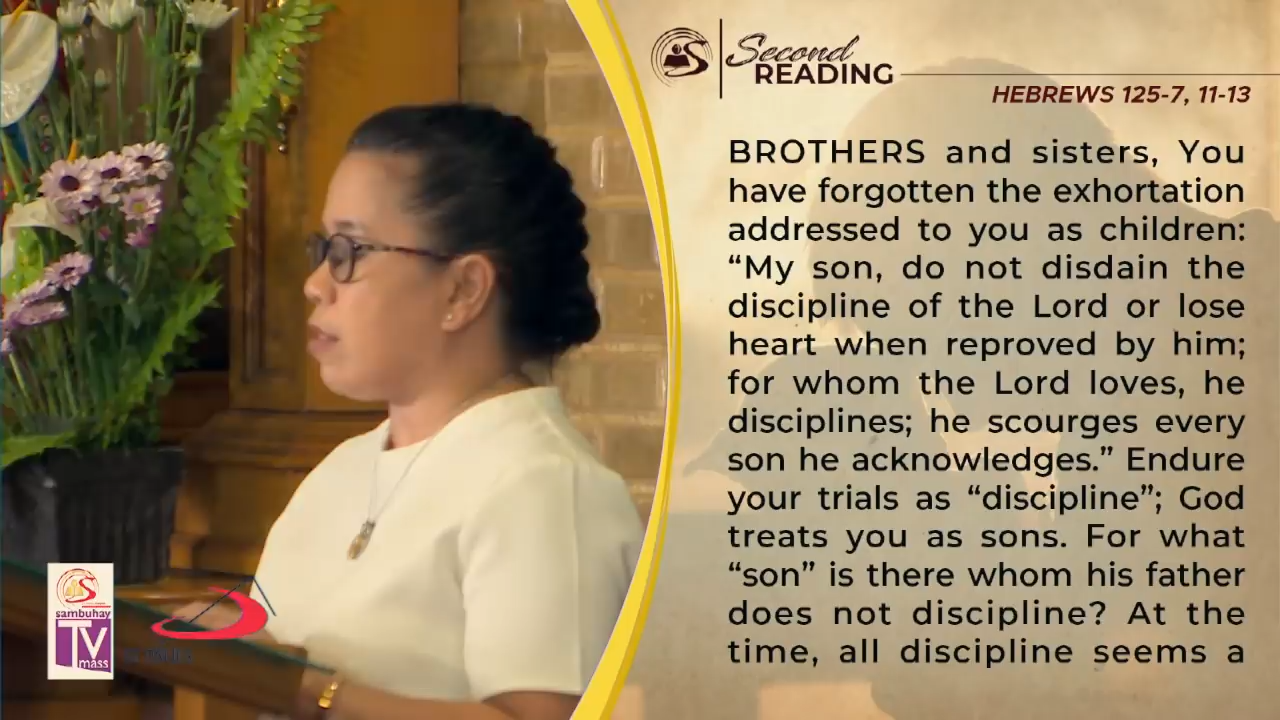 Second
READING
HEBREWS 125-7, 11-13
BROTHERS and sisters, You
have forgotten the exhortation
addressed to you as children:
“My son, do not disdain the
discipline of the Lord or lose
heart when reproved by him;
for whom the Lord loves, he
disciplines; he scourges every
son he acknowledges.” Endure
your trials as “discipline”; God
treats you as sons. For what
“son” is there whom his father
does not discipline? At the
time, all discipline seems a
sambuhay
TV
mass